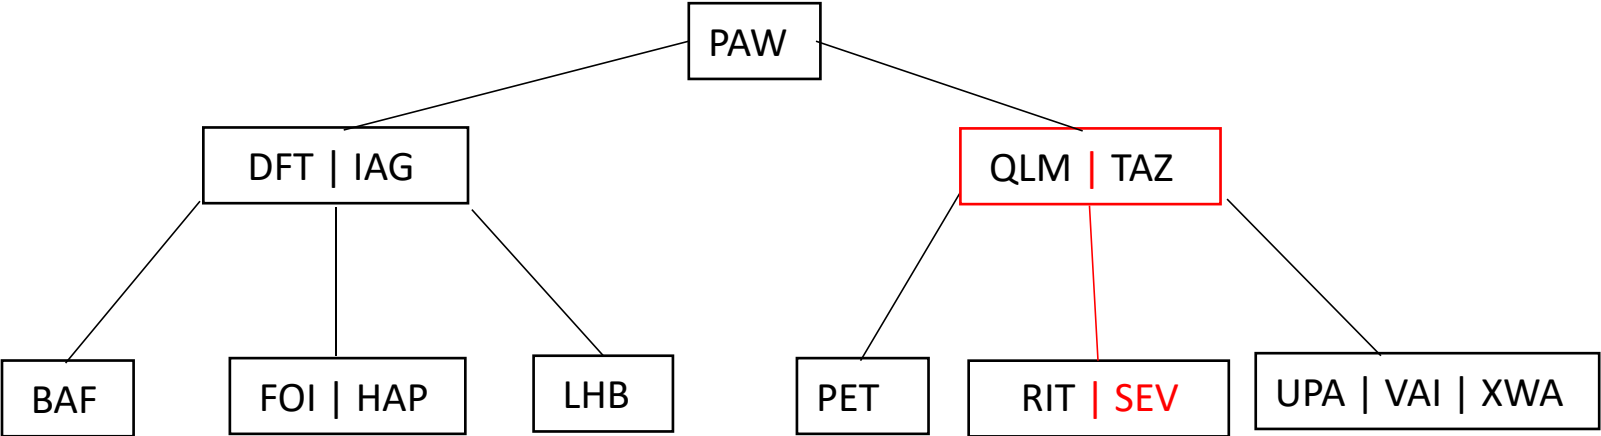 PAW
DFT | IAG
QLM | TAZ
BAF
FOI | HAP
LHB
PET
RIT | SEV
UPA | VAI | XWA